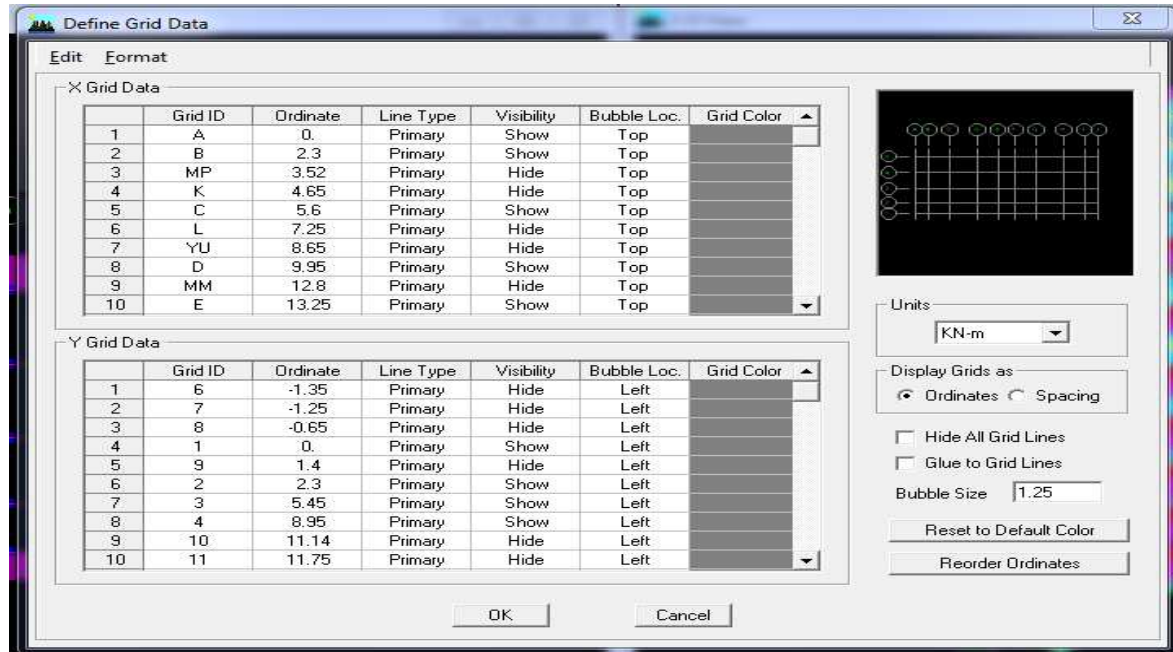 Define Grid Data
Edit Format
X Grid Data
Grid ID Ordinate Line Type Visibility Bubble Loc. Grid Color
1 A 0. Primary Show Top
2 B 2.3 Primary Show Top
3 MP 3.52 Primary Hide Top
4 K 4.65 Primary Hide Top
5 C 5.6 Primary Show Top
6 L 7.25 Primary Hide Top
7 YU 8.65 Primary Hide Top
8 D 9.95 Primary Show Top
9 MM 12.8 Primary Hide Top
10 E 13.25 Primary Show Top
Y Grid Data
Grid ID Ordinate Line Type Visibility Bubble Loc. Grid Color
1 6 -1.35 Primary Hide Left
2 7 -1.25 Primary Hide Left
3 8 -0.65 Primary Hide Left
4 1 0. Primary Show Left
5 9 1.4 Primary Hide Left
6 2 2.3 Primary Show Left
7 3 5.45 Primary Show Left
8 4 8.95 Primary Show Left
9 10 11.14 Primary Hide Left
10 11 11.75 Primary Hide Left
Units
KN-m
Display Grids as
Ordinates Spacing
Hide All Grid Lines
Glue to Grid Lines
Bubble Size 1.25
Reset to Default Color
Reorder Ordinates
OK Cancel